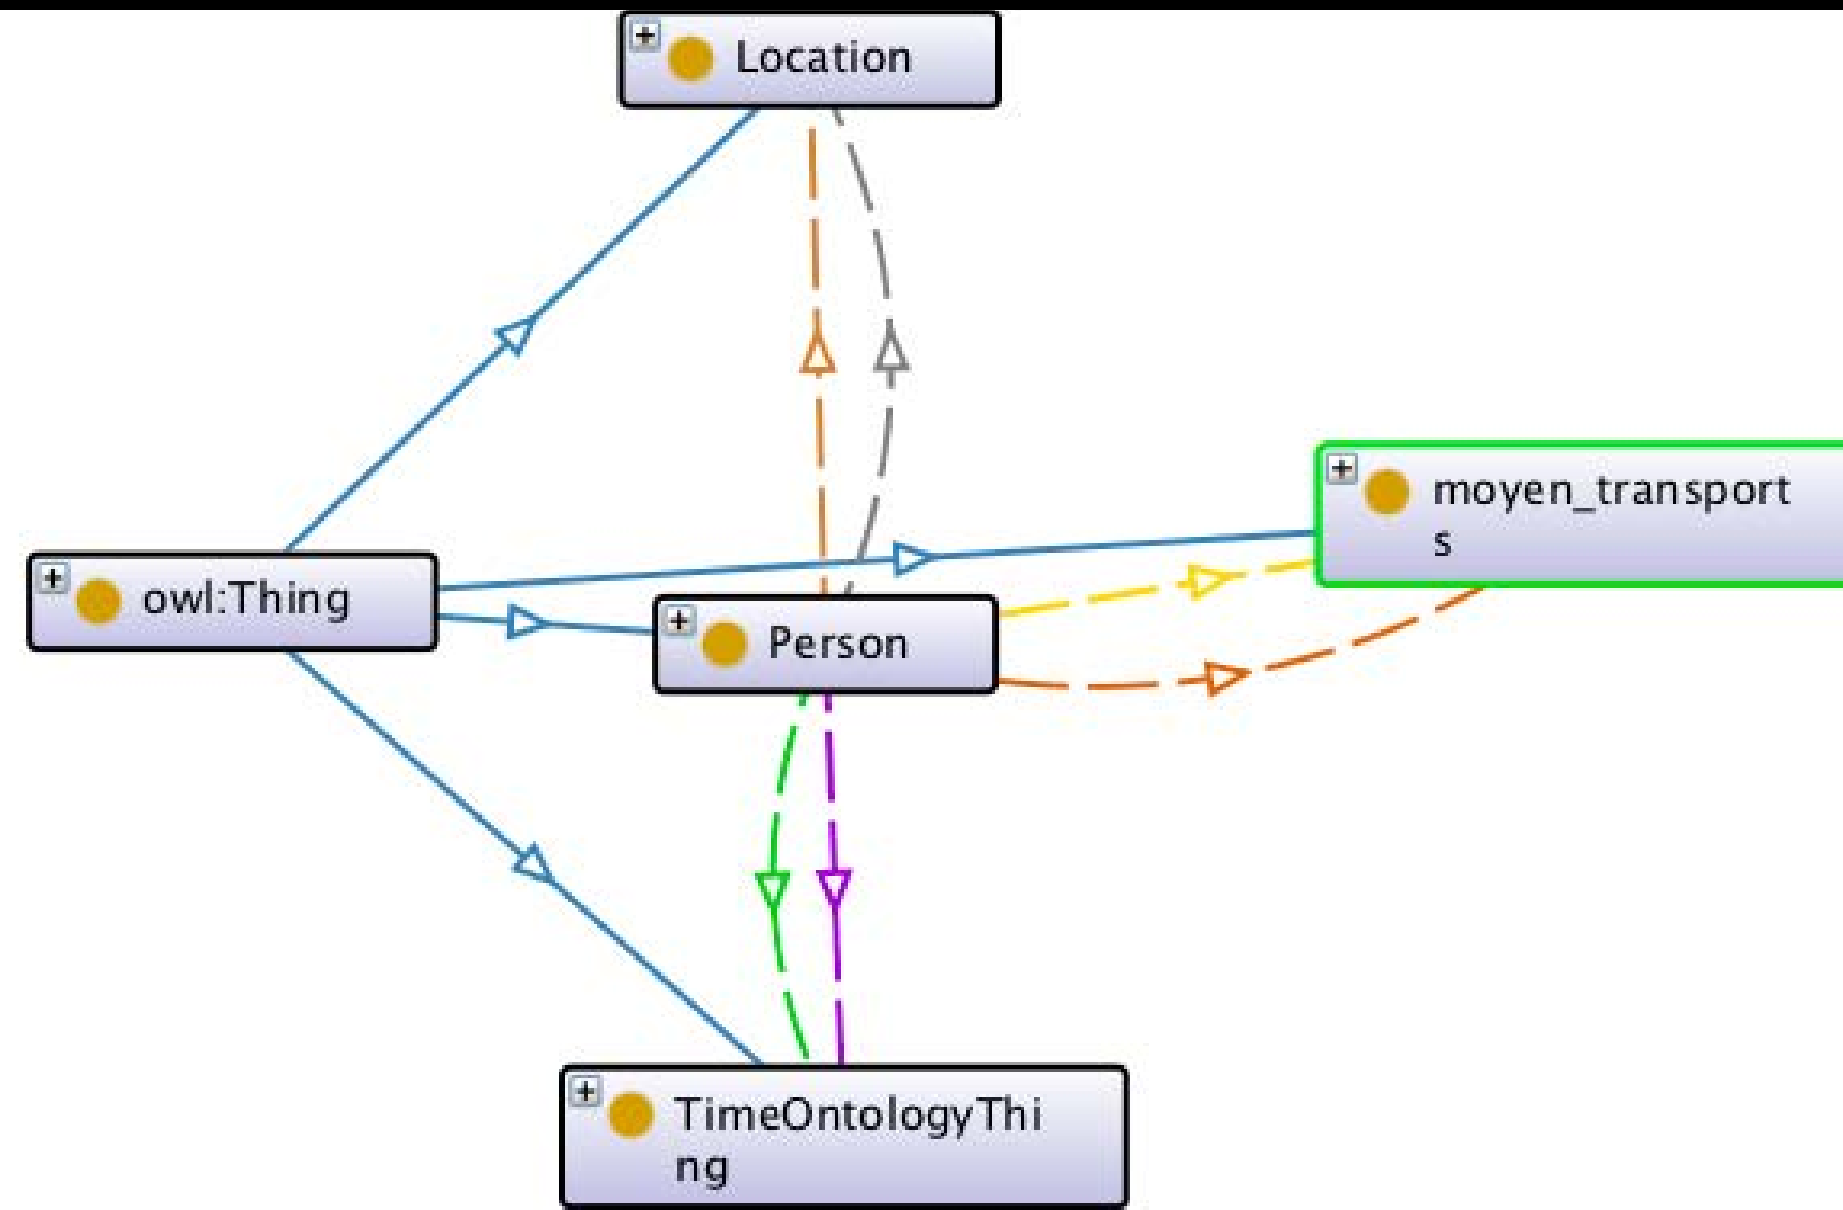 Location
moyen_transport
s
owl:Thing
Person
TimeOntologyThi
ng